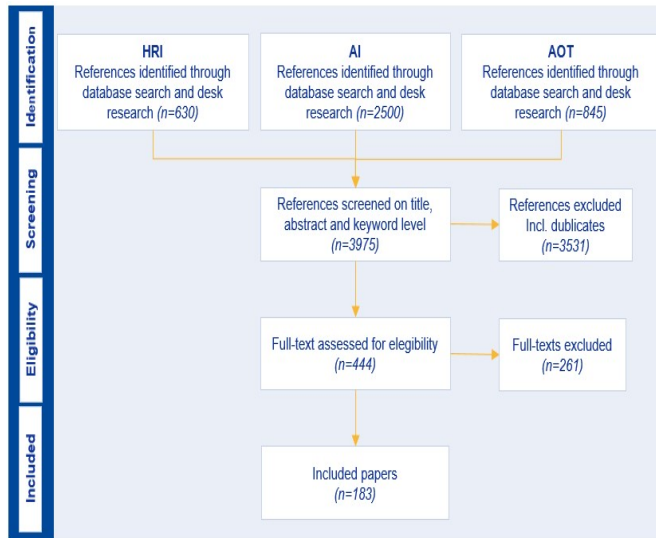 Identification
HRI
References identified through
database search and desk
research (n=630)
AI
References identified through
database search and desk
research (n=2500)
AOT
References identified through
database search and desk
research (n=845)
Screening
References screened on title,
abstract and keyword level
(n=3975)
References excluded
Incl. dublicates
(n=3531)
Eligibility
Full-text assessed for elegibility
(n=444)
Full-texts excluded
(n=261)
Included
Included papers
(n=183)